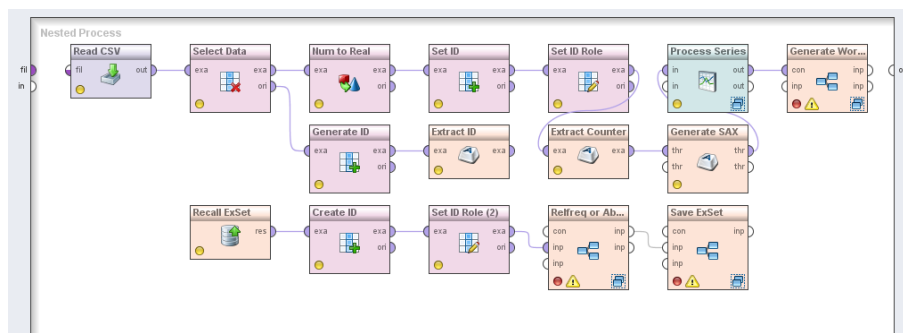 Nested Process
Read CSV
Select Data
Num to Real
Set ID
Set ID Role
Process Series
Generate Wor...
fil
in
fil out
exa exa
ori
exa exa
ori
exa exa
ori
exa exa
ori
in out
in out
con inp
inp inp
o
Generate ID
Extract ID
Extract Counter
Generate SAX
exa exa
ori
exa exa
exa exa
thr thr
thr thr
Recall ExSet
Create ID
Set ID Role (2)
Relfreq or Ab...
Save ExSet
res
exa exa
ori
exa exa
ori
con inp
inp inp
inp
con inp
inp
inp